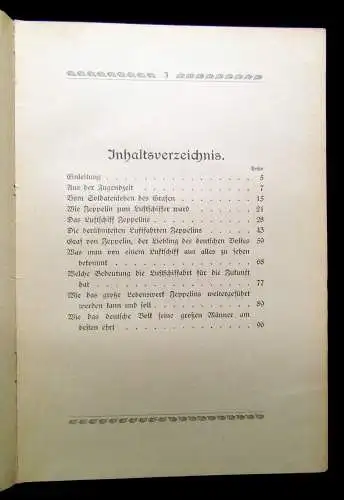 3
Inhaltsverzeichnis.
Seite
Einleitung . . . . . . . . . . . . . 5
Aus der Jugendzeit . . . . . . . . . . 7
Vom Soldatenleben des Grafen . . . . . . . 15
Wie Zeppelin zum Luftschiffer ward . . . . . 21
Das Luftschiff Zeppelins . . . . . . . . . 28
Die berühmtesten Luftfahrten Zeppelins . . . . 43
Graf von Zeppelin, der Liebling des deutschen Volkes 59
Was man von einem Luftschiff aus alles zu sehen
bekommt . . . . . . . . . . . . 68
Welche Bedeutung die Luftschiffahrt für die Zukunft
hat . . . . . . . . . . . . . . 77
Wie das große Lebenswerk Zeppelins weitergeführt
werden kann und soll . . . . . . . . . 89
Wie das deutsche Volk seine großen Männer am
besten ehrt . . . . . . . . . . . . 96